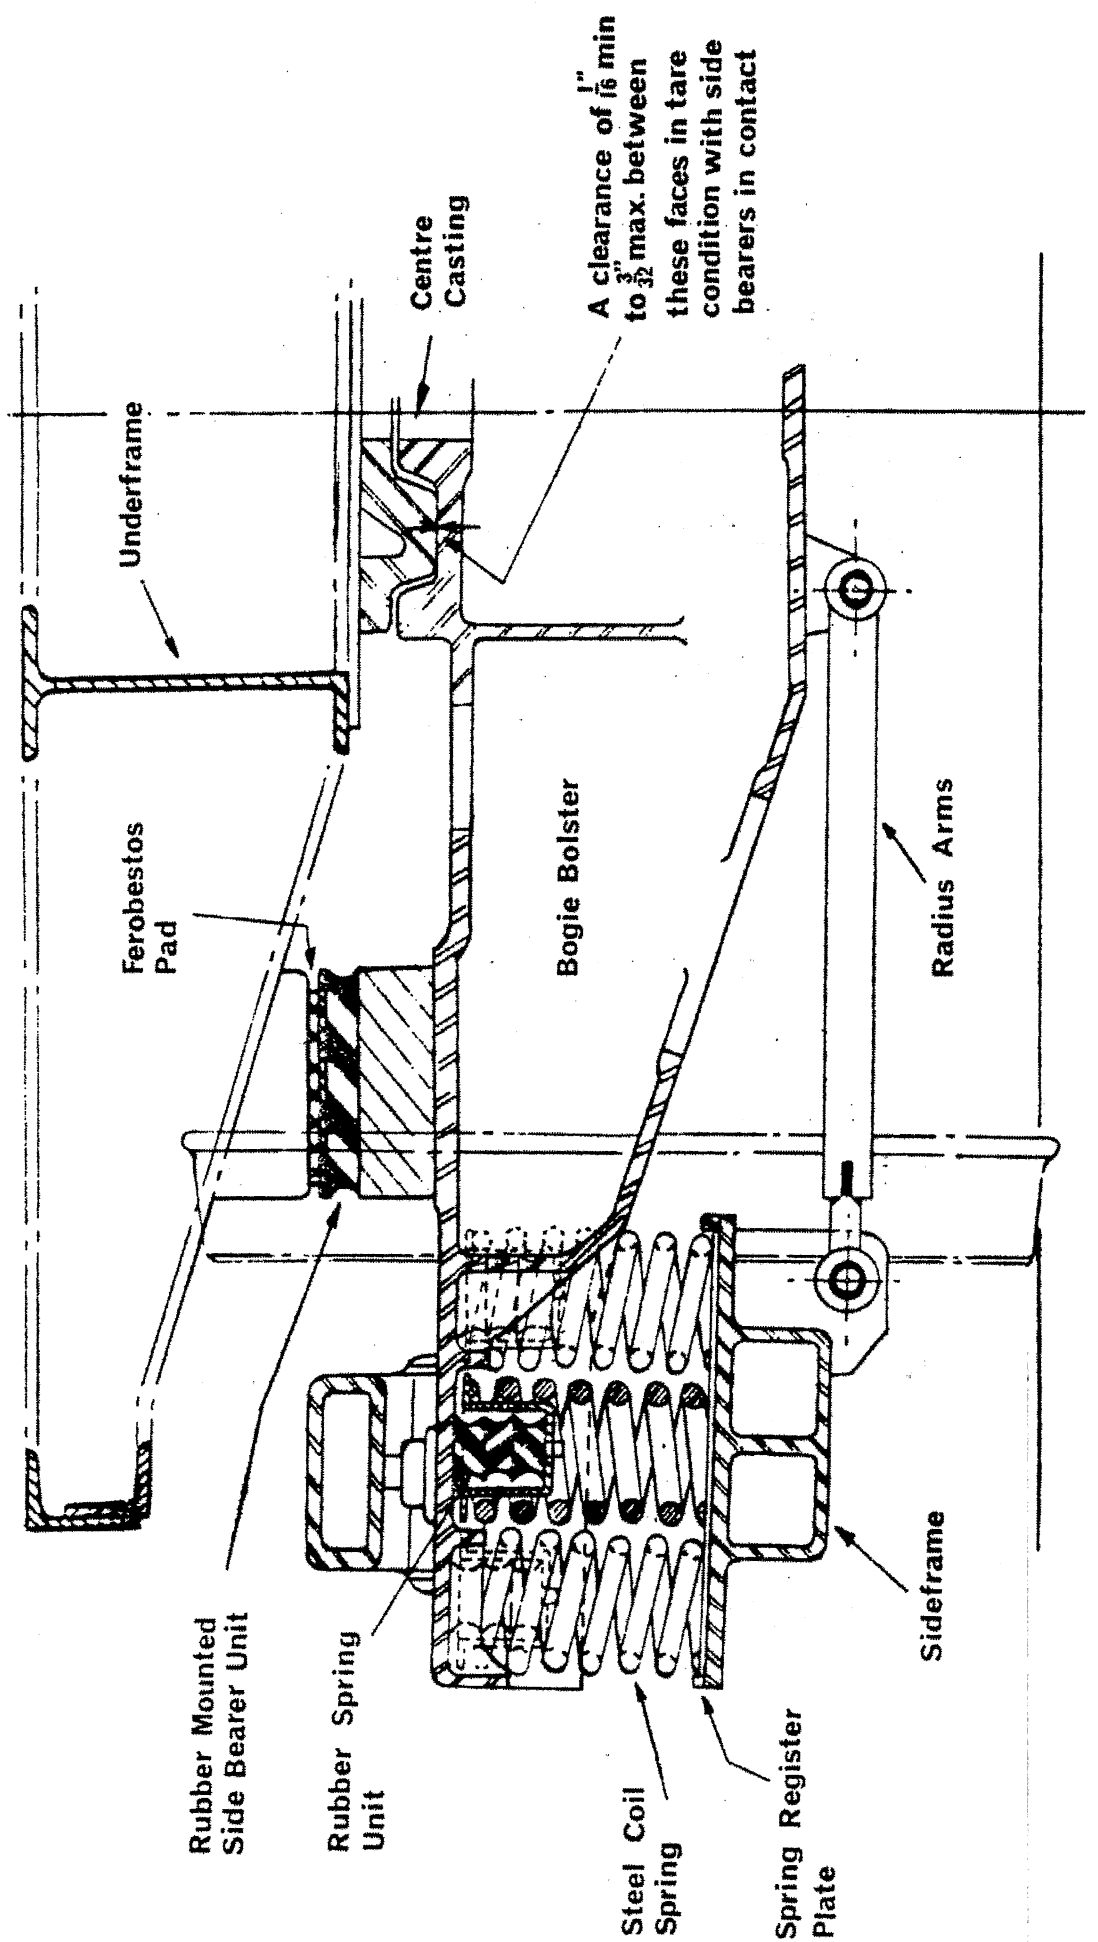 Underframe
Ferobestos
Pad
Rubber Mounted
Side Bearer Unit
Rubber Spring
Unit
Steel Coil
Spring
Spring Register
Plate
Sideframe
Radius Arms
Bogie Bolster
Centre
Casting
A clearance of 1/16" min
to 3/32" max. between
these faces in tare
condition with side
bearers in contact